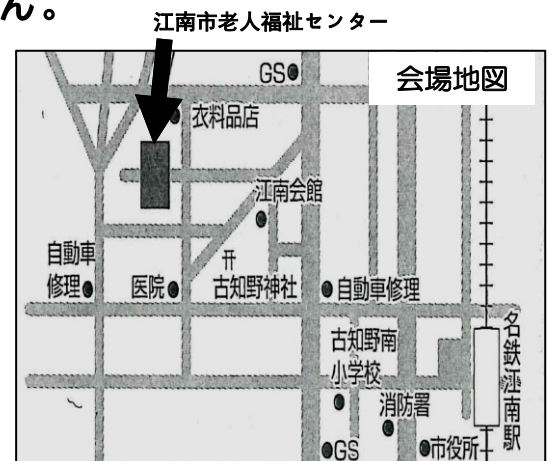 ん。
江南市老人福祉センター
会場地図
GS
衣料品店
江南会館
自動車
修理
医院
古知野神社
自動車修理
古知野南
小学校
消防署
GS
市役所
名鉄江南駅